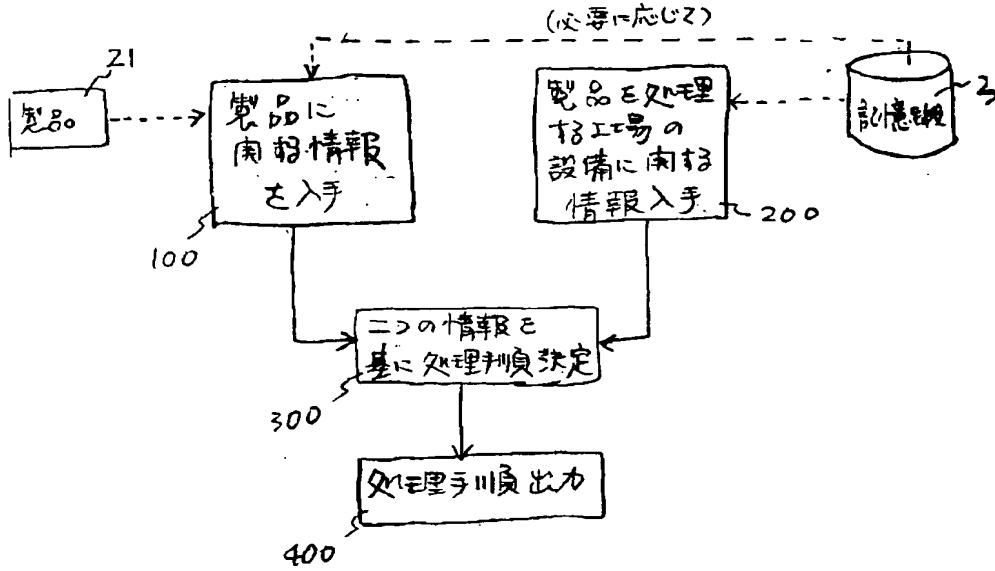 (必要に応じて)
21
製品
製品に
関する情報
を入手
100
製品を処理
する工場の
設備に関する
情報入手
200
記憶装置
3
二つの情報を
基に処理手順決定
300
処理手順出力
400